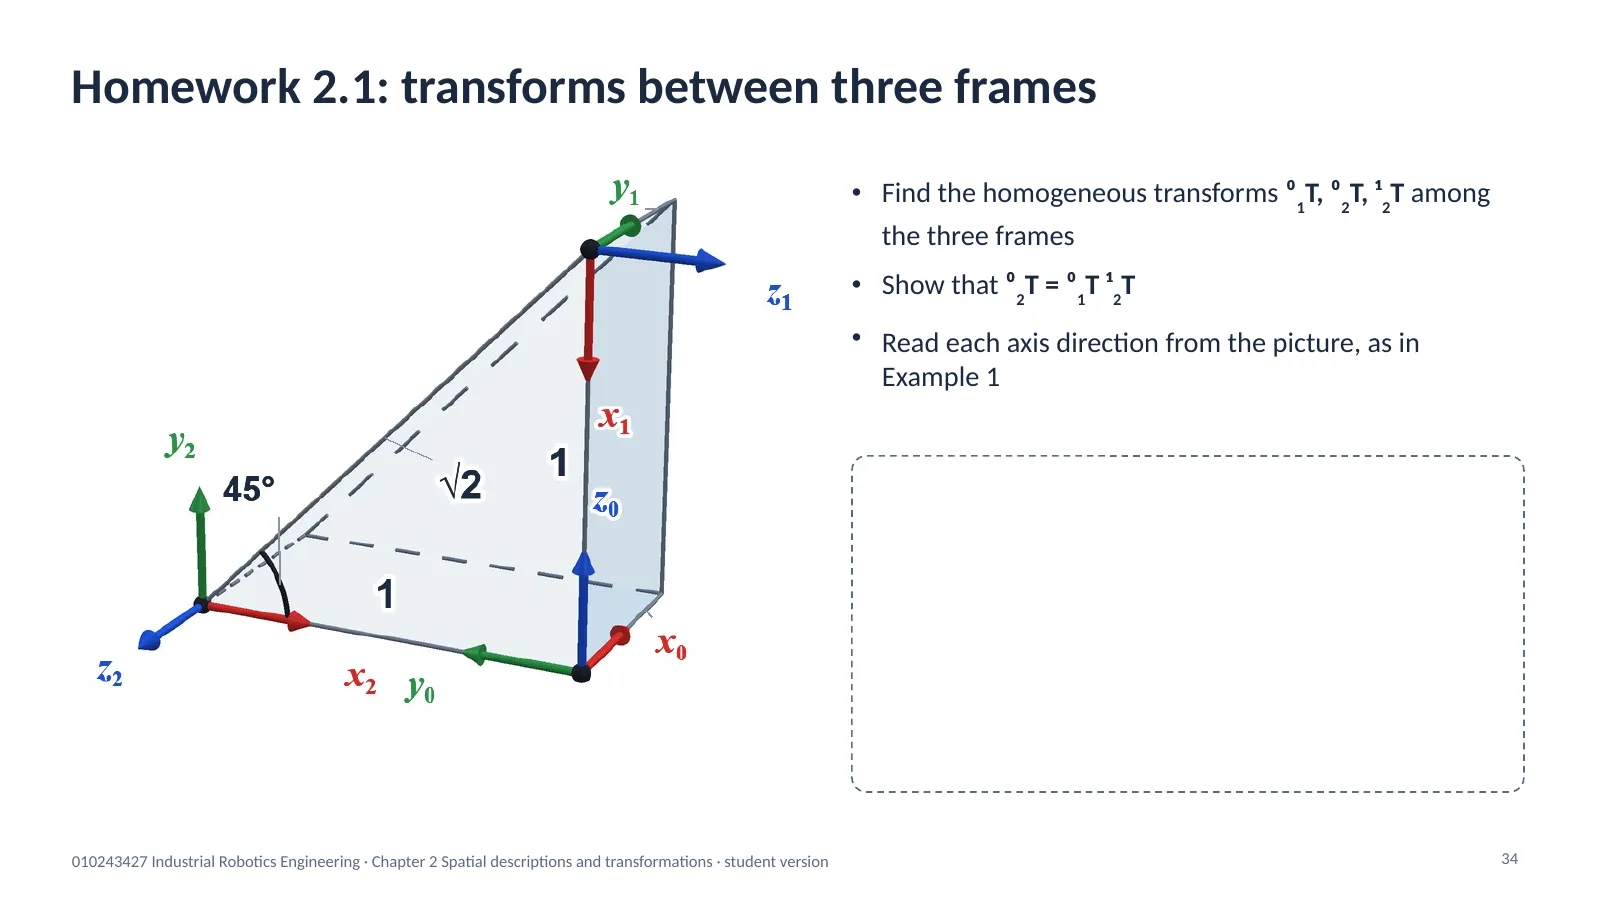 Homework 2.1: transforms between three frames
• Find the homogeneous transforms ⁰₁T, ⁰₂T, ¹₂T among
the three frames
• Show that ⁰₂T = ⁰₁T ¹₂T
• Read each axis direction from the picture, as in
Example 1
y₁
z₁
x₁
y₂
45°
1
√2
z₀
1
x₀
z₂
x₂
y₀
010243427 Industrial Robotics Engineering · Chapter 2 Spatial descriptions and transformations · student version
34